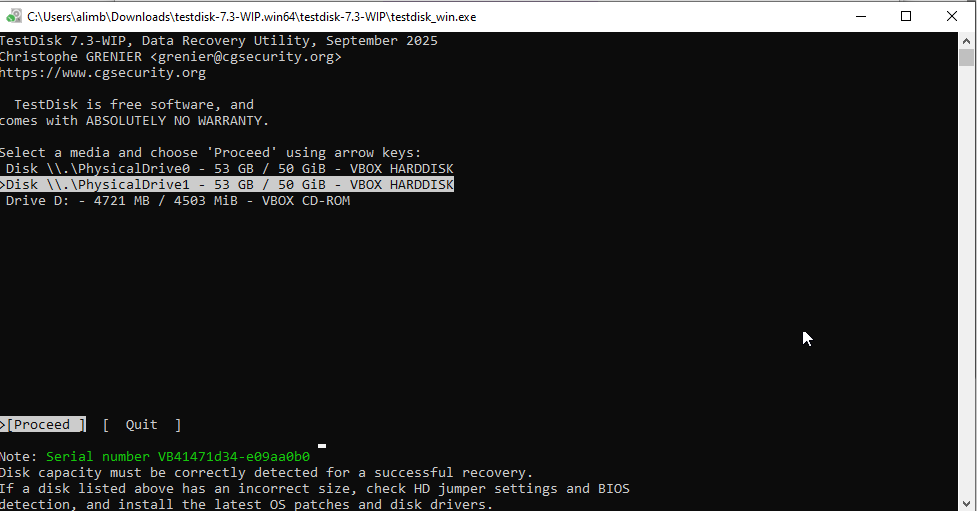 C:\Users\alimb\Downloads\testdisk-7.3-WIP.win64\testdisk-7.3-WIP\testdisk_win.exe
TestDisk 7.3-WIP, Data Recovery Utility, September 2025
Christophe GRENIER <grenier@cgsecurity.org>
https://www.cgsecurity.org
TestDisk is free software, and
comes with ABSOLUTELY NO WARRANTY.
Select a media and choose 'Proceed' using arrow keys:
Disk \\.\PhysicalDrive0 - 53 GB / 50 GiB - VBOX HARDDISK
>Disk \\.\PhysicalDrive1 - 53 GB / 50 GiB - VBOX HARDDISK
Drive D: - 4721 MB / 4503 MiB - VBOX CD-ROM
>[Proceed ]  [  Quit  ]
Note: Serial number VB41471d34-e09aa0b0
Disk capacity must be correctly detected for a successful recovery.
If a disk listed above has an incorrect size, check HD jumper settings and BIOS
detection, and install the latest OS patches and disk drivers.